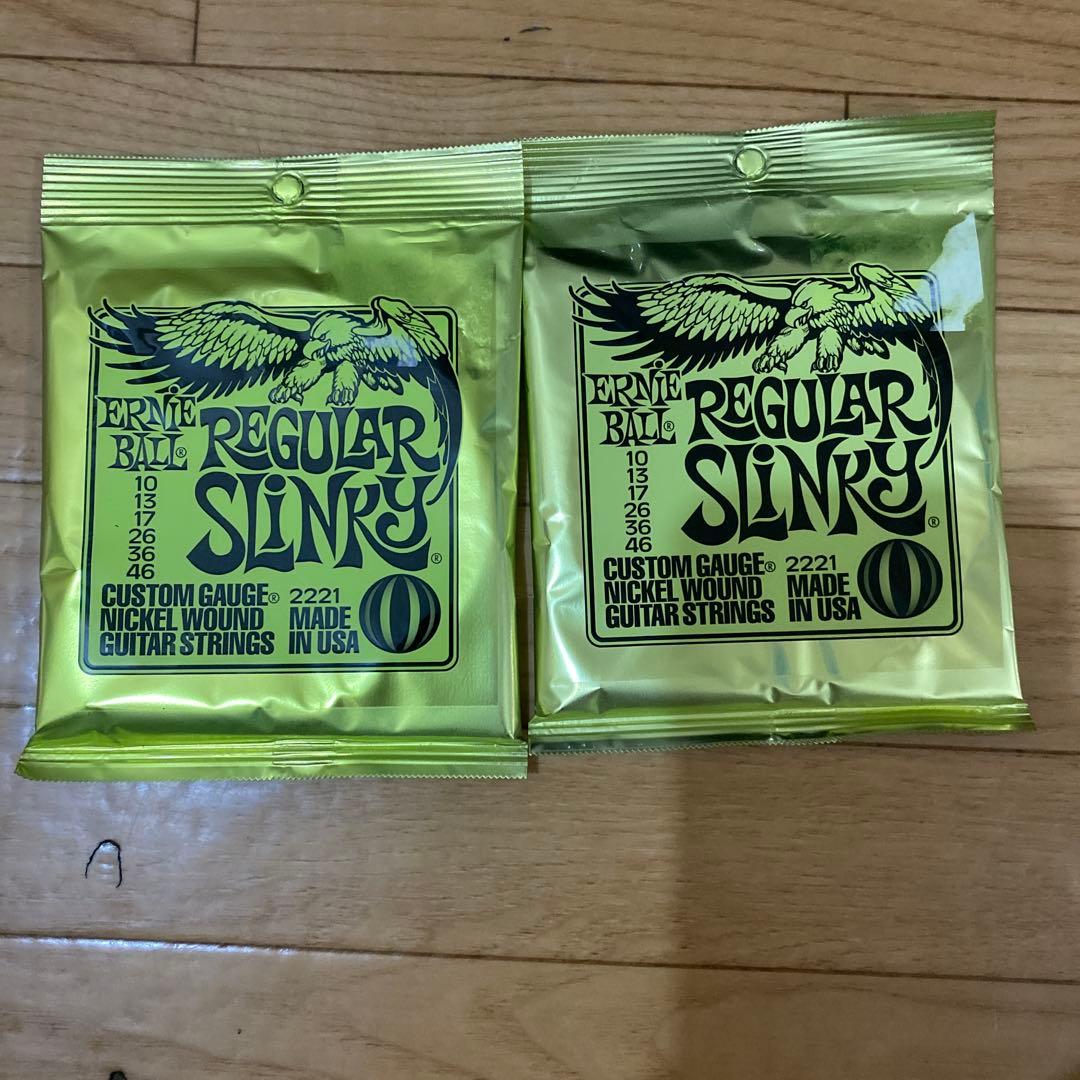 ERNiE
BALL®
REGULAR
SLiNKY®
10
13
17
26
36
46
CUSTOM GAUGE®
NICKEL WOUND
GUITAR STRINGS
2221
MADE
IN USA
ERNiE
BALL®
REGULAR
SLiNKY®
10
13
17
26
36
46
CUSTOM GAUGE®
NICKEL WOUND
GUITAR STRINGS
2221
MADE
IN USA